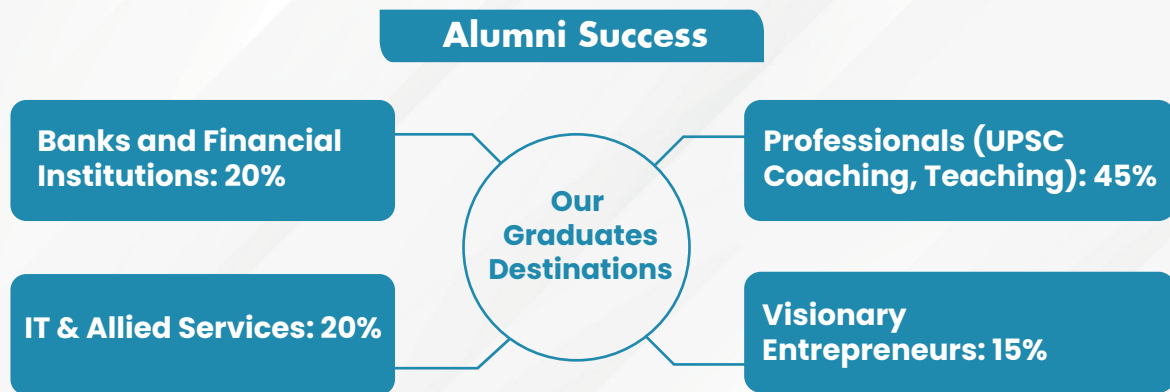 Alumni Success
Banks and Financial
Institutions: 20%
Professionals (UPSC
Coaching, Teaching): 45%
Our
Graduates
Destinations
IT & Allied Services: 20%
Visionary
Entrepreneurs: 15%